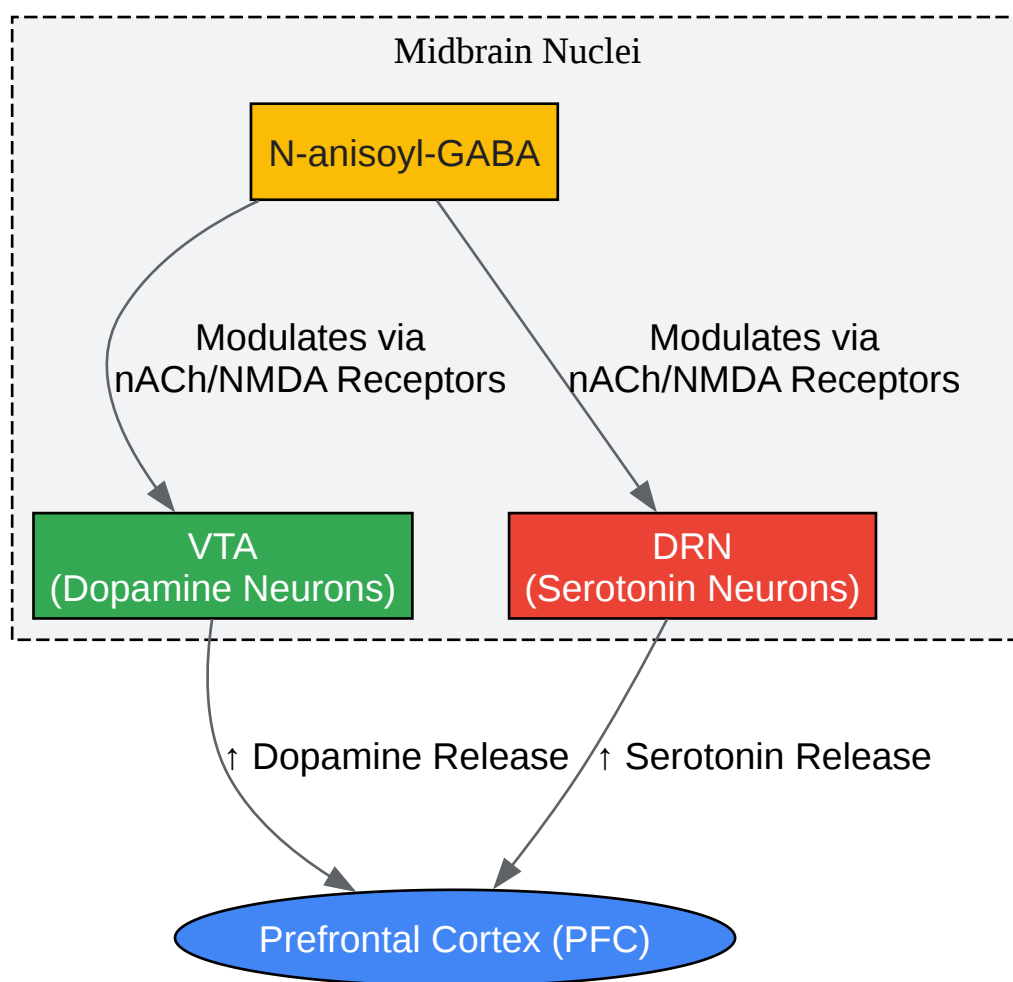 Midbrain Nuclei
N-anisoyl-GABA
Modulates via
nACh/NMDA Receptors
Modulates via
nACh/NMDA Receptors
VTA
(Dopamine Neurons)
DRN
(Serotonin Neurons)
↑ Dopamine Release
↑ Serotonin Release
Prefrontal Cortex (PFC)